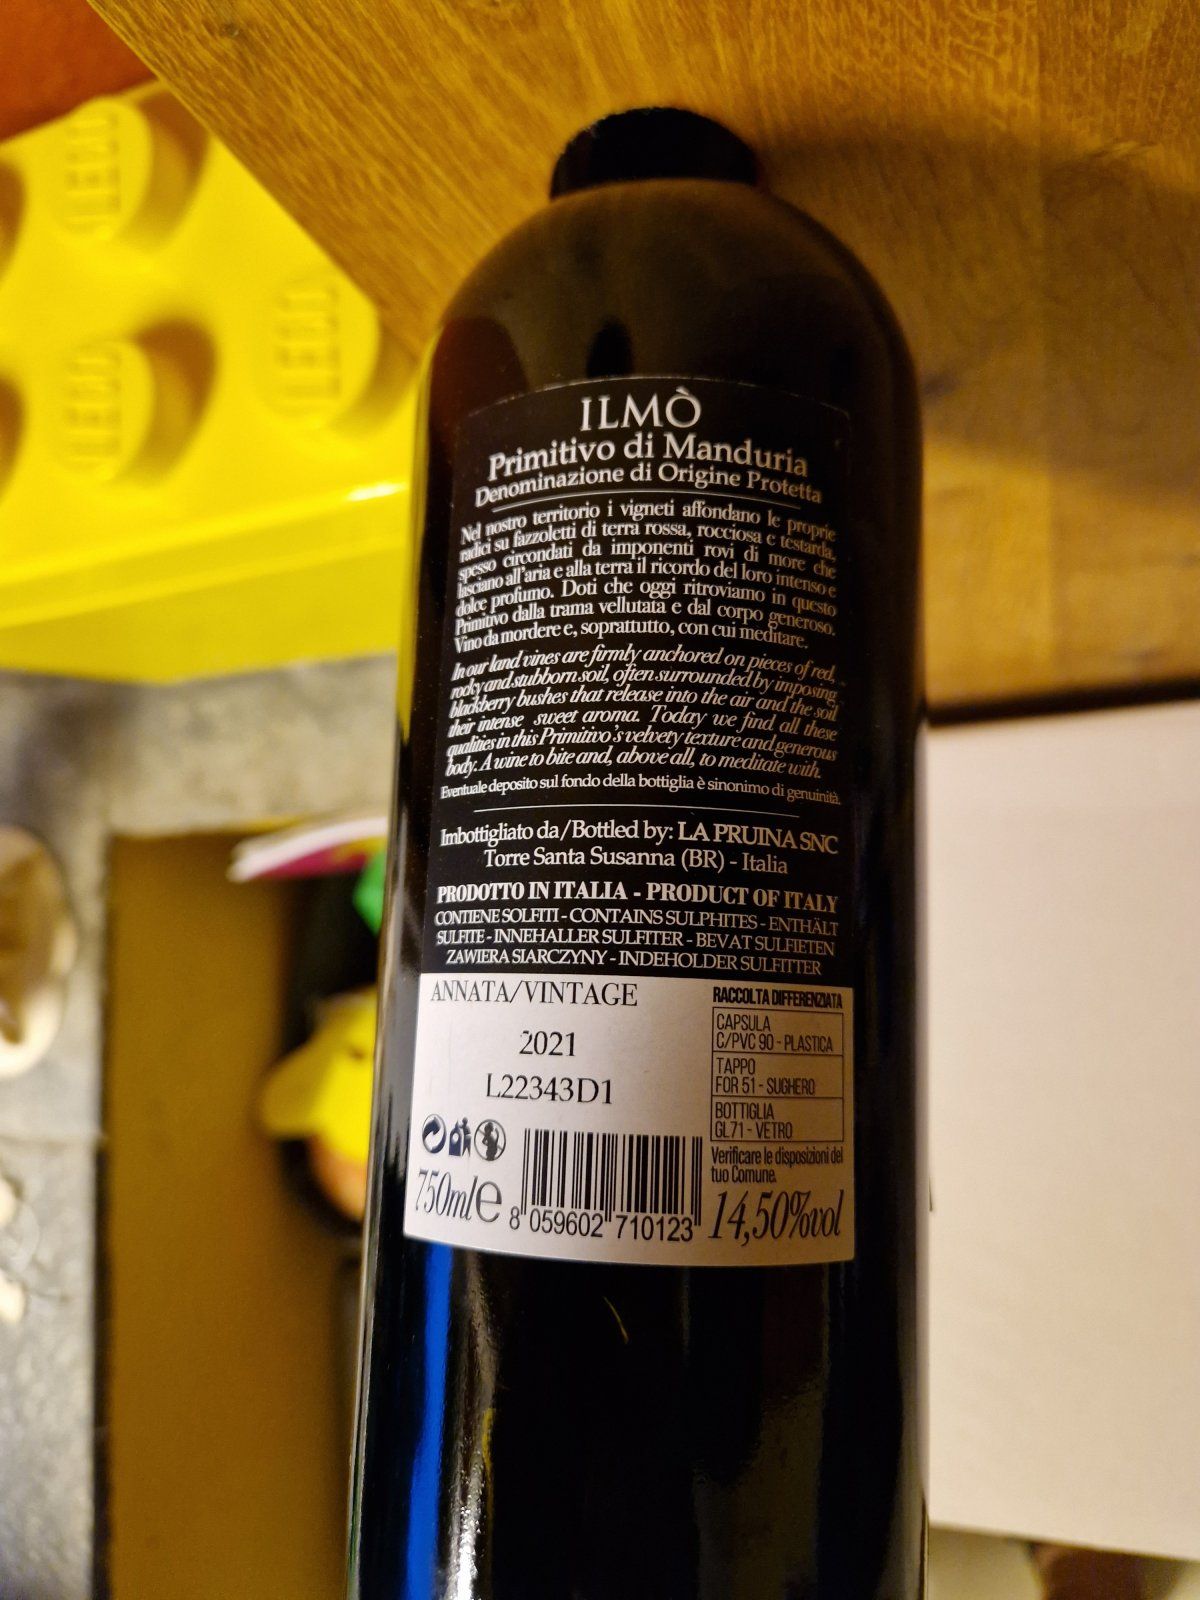 LEGO
LEGO
LEGO
ILMÒ
Primitivo di Manduria
Denominazione di Origine Protetta
Nel nostro territorio i vigneti affondano le proprie
radici su fazzoletti di terra rossa, rocciosa e testarda,
spesso circondati da imponenti rovi di more che
lasciano all'aria e alla terra il ricordo del loro intenso e
dolce profumo. Doti che oggi ritroviamo in questo
Primitivo dalla trama vellutata e dal corpo generoso.
Vino da mordere e, soprattutto, con cui meditare.
In our land vines are firmly anchored on pieces of red,
rocky and stubborn soil, often surrounded by imposing
blackberry bushes that release into the air and the soil
their intense sweet aroma. Today we find all these
qualities in this Primitivo's velvety texture and generous
body. A wine to bite and, above all, to meditate with.
Eventuale deposito sul fondo della bottiglia è sinonimo di genuinità.
Imbottigliato da/Bottled by: LA PRUINA SNC
Torre Santa Susanna (BR) - Italia
PRODOTTO IN ITALIA - PRODUCT OF ITALY
CONTIENE SOLFITI - CONTAINS SULPHITES - ENTHÄLT
SULFITE - INNEHALLER SULFITER - BEVAT SULFIETEN
ZAWIERA SIARCZYNY - INDEHOLDER SULFITTER
ANNATA/VINTAGE
2021
L22343D1
RACCOLTA DIFFERENZIATA
CAPSULA
C/PVC 90 - PLASTICA
TAPPO
FOR 51 - SUGHERO
BOTTIGLIA
GL71 - VETRO
Verificare le disposizioni del
tuo Comune.
750ml e
8 059602 710123
14,50%vol